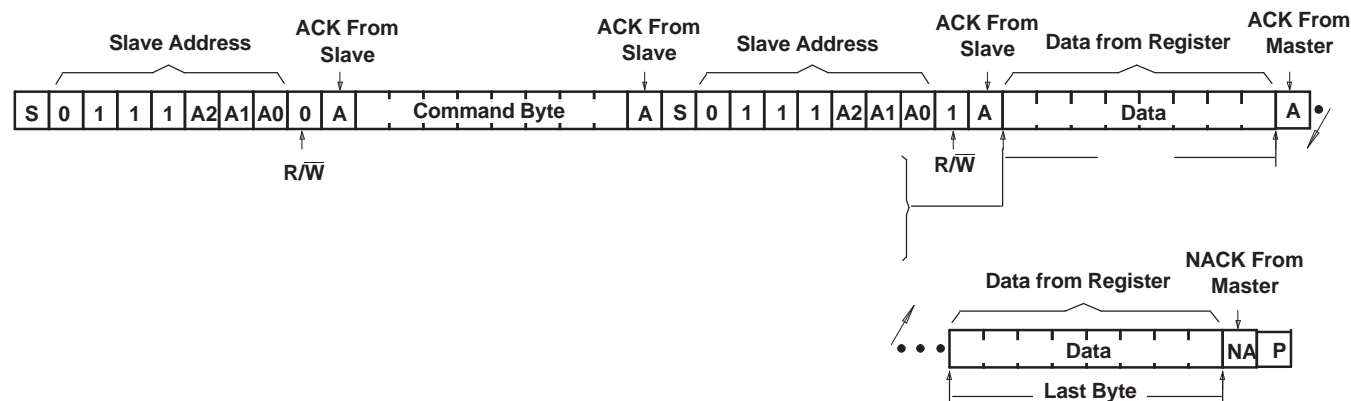 Slave Address
ACK From
Slave
ACK From
Slave
Slave Address
ACK From
Slave
Data from Register
ACK From
Master
S 0 1 1 1 A2 A1 A0 0 A Command Byte A S 0 1 1 1 A2 A1 A0 1 A Data A
R/W̅
R/W̅
Data from Register
NACK From
Master
Data NA P
Last Byte